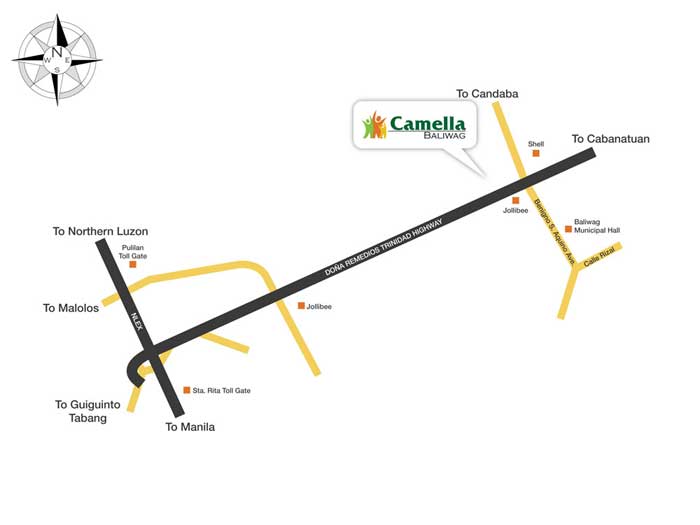 N
W E
S
To Candaba
Camella
BALIWAG
To Cabanatuan
Shell
Jollibee
Benigno S. Aquino Ave.
Baliwag
Municipal Hall
Calle Rizal
DOÑA REMEDIOS TRINIDAD HIGHWAY
To Northern Luzon
Pulilan
Toll Gate
To Malolos
NLEX
Jollibee
Sta. Rita Toll Gate
To Guiguinto
Tabang
To Manila